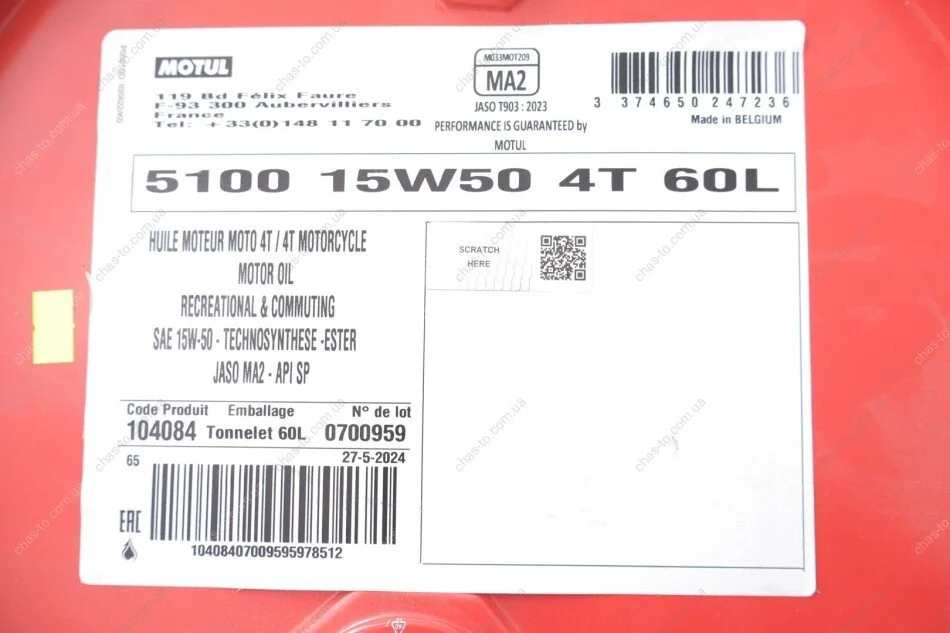 MOTUL
119 Bd Félix Faure
F-93 300 Aubervilliers
France
Tel: +33(0)148 11 70 00
M033MOT209
MA2
JASO T903 : 2023
PERFORMANCE IS GUARANTEED by
MOTUL
3 374650 247236
Made in BELGIUM
5100 15W50 4T 60L
HUILE MOTEUR MOTO 4T / 4T MOTORCYCLE
MOTOR OIL
RECREATIONAL & COMMUTING
SAE 15W-50 - TECHNOSYNTHESE -ESTER
JASO MA2 - API SP
SCRATCH
HERE
Code Produit Emballage N° de lot
104084 Tonnelet 60L 0700959
65 27-5-2024
EAC
10408407009595978512
chas-to.com.ua